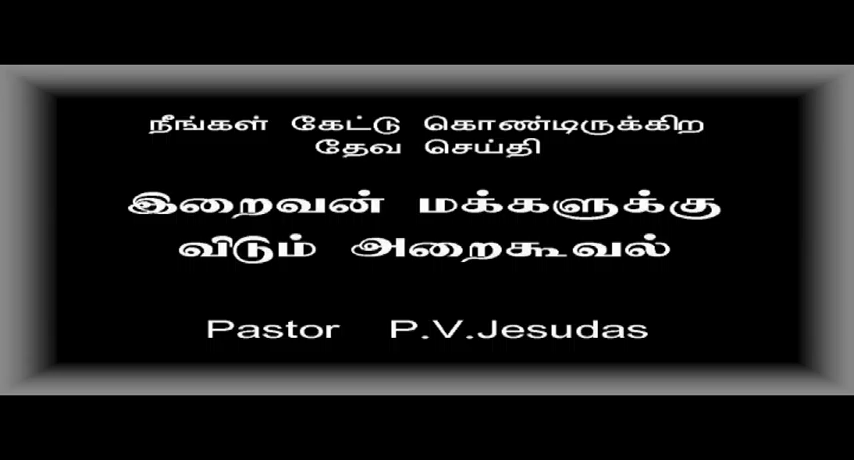 நீங்கள் கேட்டு கொண்டிருக்கிற
தேவ செய்தி
இறைவன் மக்களுக்கு
விடும் அறைகூவல்
Pastor P.V.Jesudas